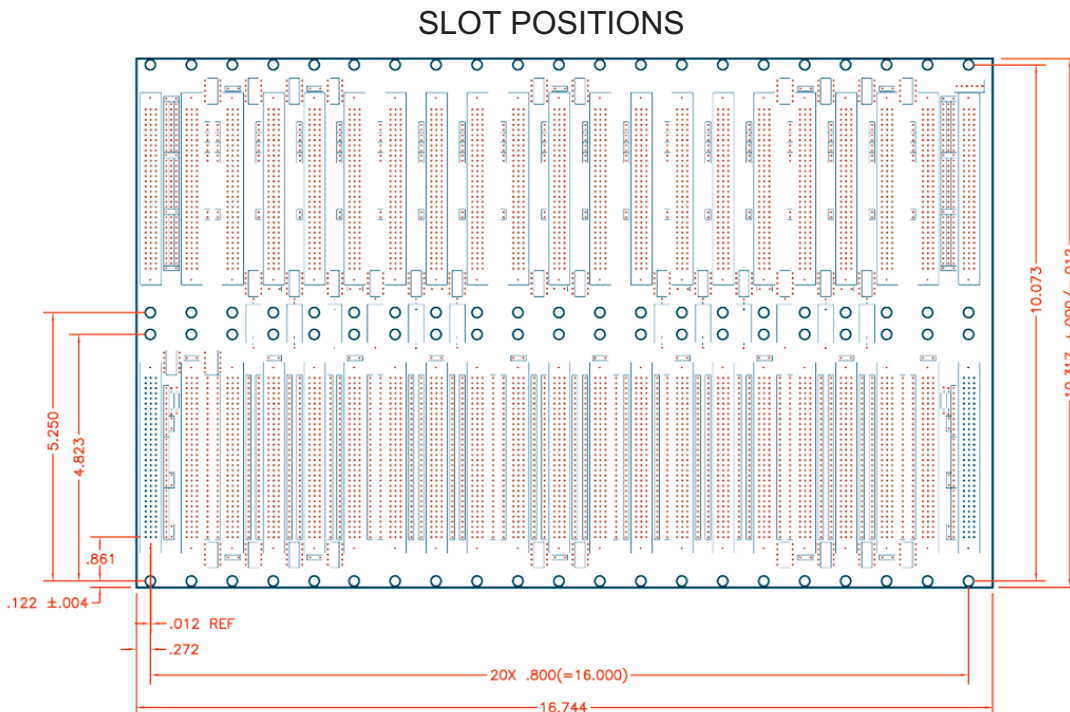 SLOT POSITIONS
10.073
5.250
4.823
.861
.122 ±.004
.012 REF
.272
20X .800(=16.000)
16.744